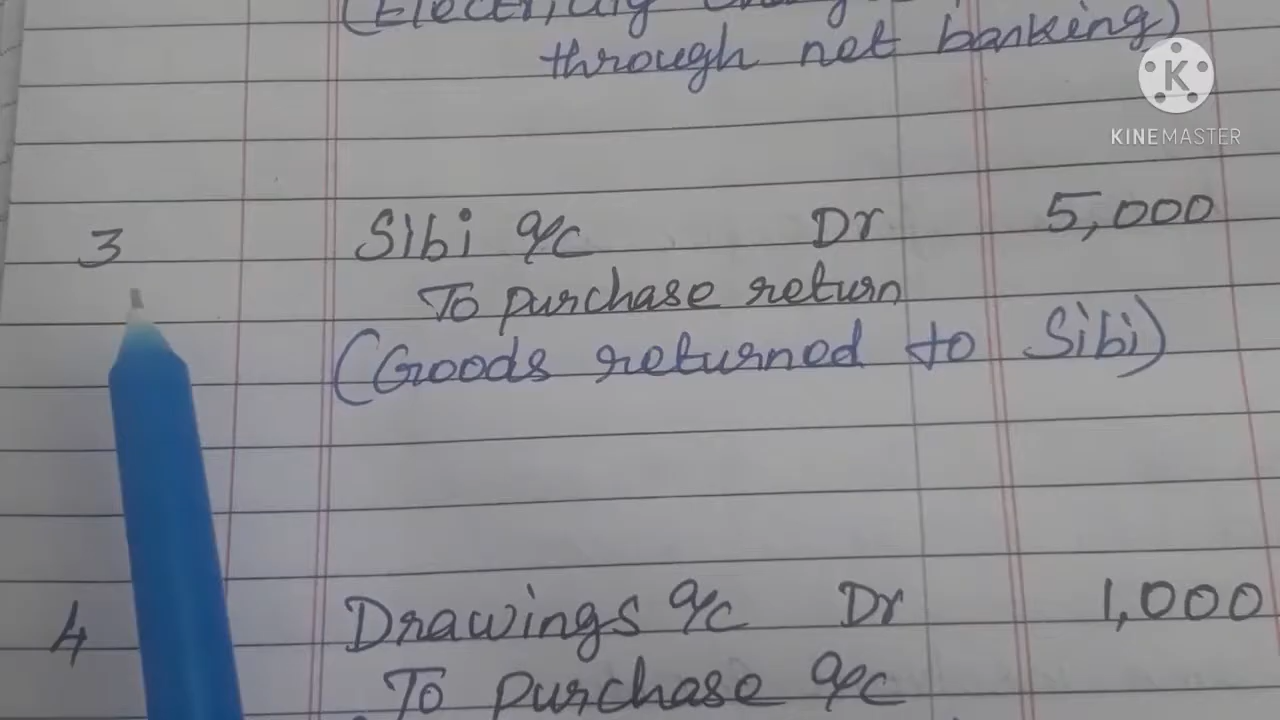 (Electricity
through net banking)
KINEMASTER
3 Sibi a/c Dr 5,000
To purchase return
(Goods returned to Sibi)
4 Drawings a/c Dr 1,000
To purchase a/c